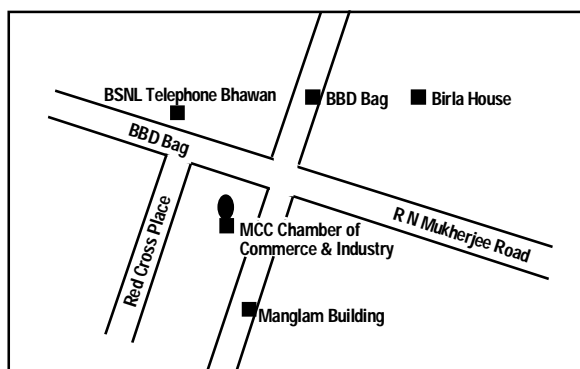 BSNL Telephone Bhawan
BBD Bag
Birla House
BBD Bag
Red Cross Place
MCC Chamber of
Commerce & Industry
R N Mukherjee Road
Manglam Building